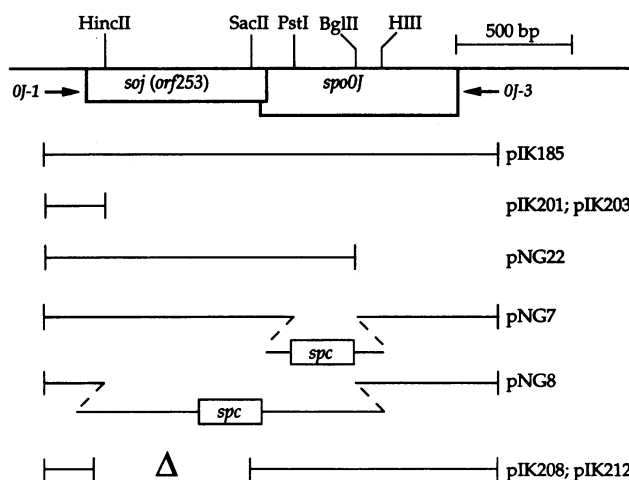 HincII SacII PstI BglII HIII 500 bp
0J-1 soj (orf253) spo0J 0J-3
pIK185
pIK201; pIK203
pNG22
pNG7
spc
pNG8
spc
Δ pIK208; pIK212